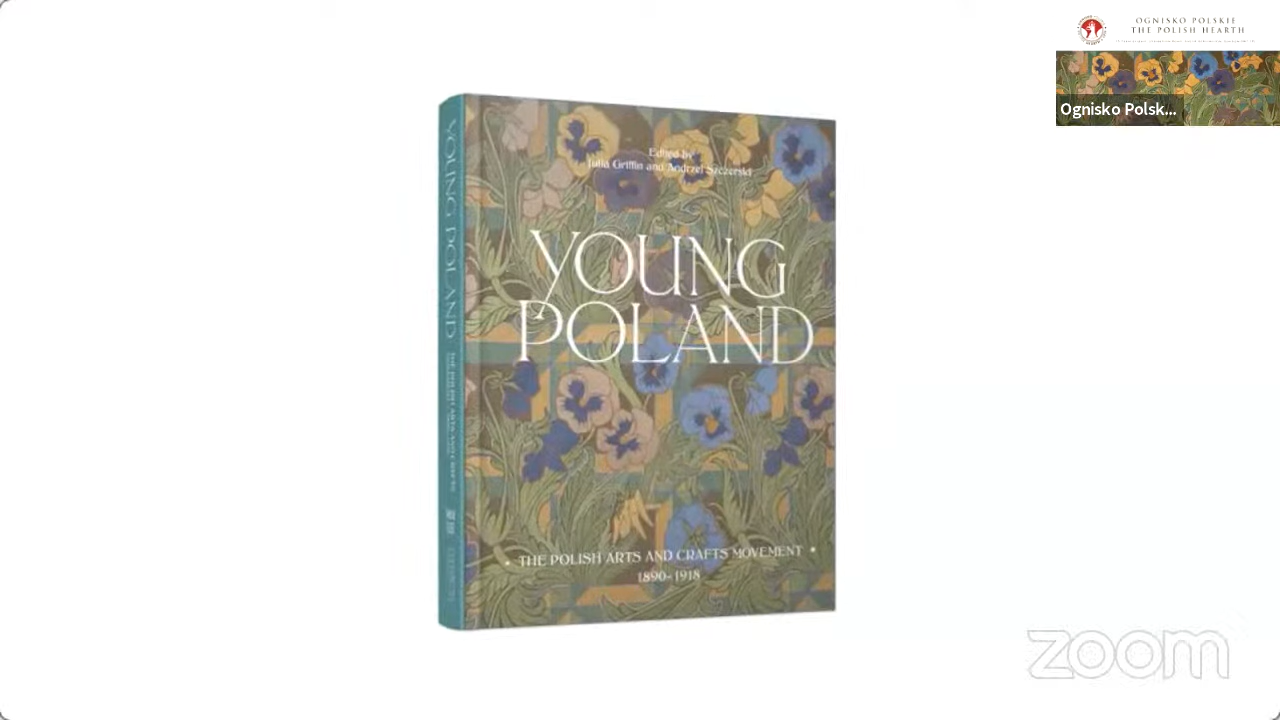 OGNISKO POLSKIE
THE POLISH HEARTH
Ognisko Polsk...
Edited by
Julia Griffin and Andrzej Szczerski
YOUNG
POLAND
THE POLISH ARTS AND CRAFTS MOVEMENT
1890–1918
YOUNG POLAND
zoom